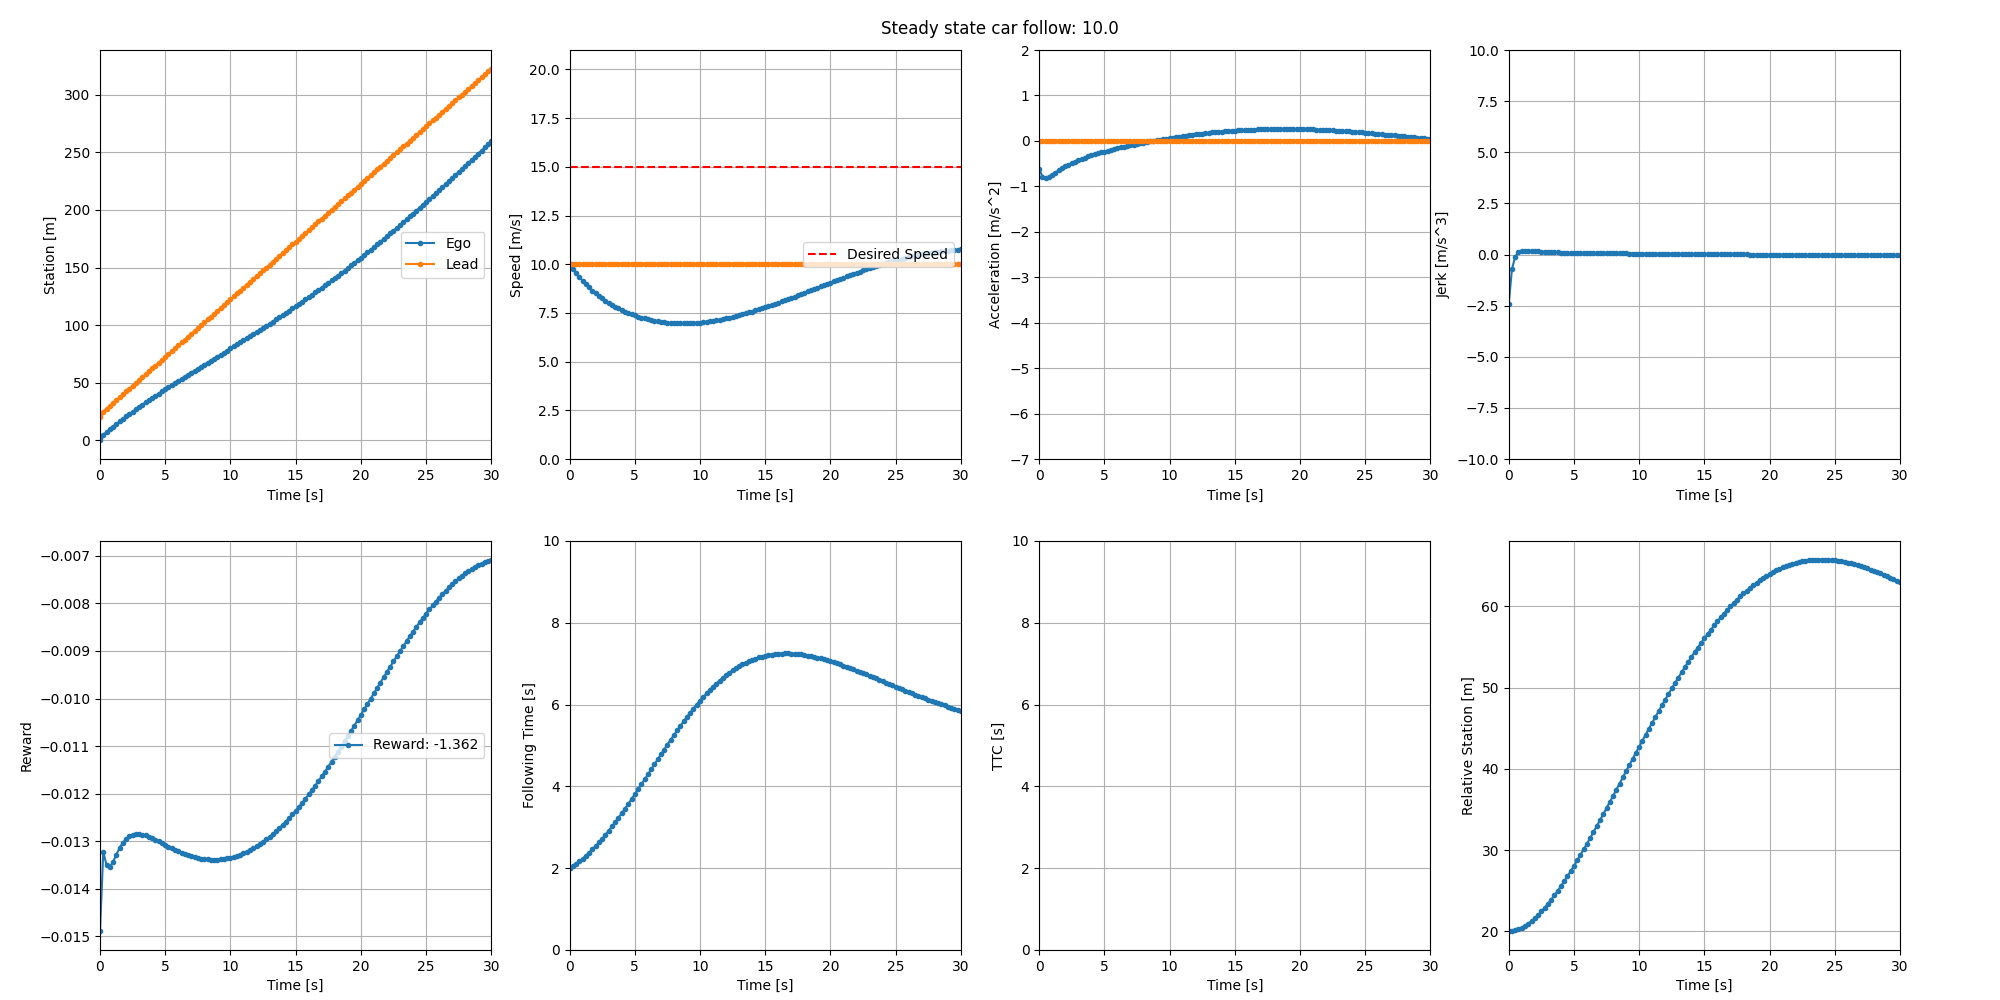 Steady state car follow: 10.0
300
250
200
150
100
50
0
Station [m]
Ego
Lead
0 5 10 15 20 25 30
Time [s]
20.0
17.5
15.0
12.5
10.0
7.5
5.0
2.5
0.0
Speed [m/s]
Desired Speed
0 5 10 15 20 25 30
Time [s]
2
1
0
−1
−2
−3
−4
−5
−6
−7
Acceleration [m/s^2]
0 5 10 15 20 25 30
Time [s]
10.0
7.5
5.0
2.5
0.0
−2.5
−5.0
−7.5
−10.0
Jerk [m/s^3]
0 5 10 15 20 25 30
Time [s]
−0.007
−0.008
−0.009
−0.010
−0.011
−0.012
−0.013
−0.014
−0.015
Reward
Reward: -1.362
0 5 10 15 20 25 30
Time [s]
10
8
6
4
2
0
Following Time [s]
0 5 10 15 20 25 30
Time [s]
10
8
6
4
2
0
TTC [s]
0 5 10 15 20 25 30
Time [s]
60
50
40
30
20
Relative Station [m]
0 5 10 15 20 25 30
Time [s]